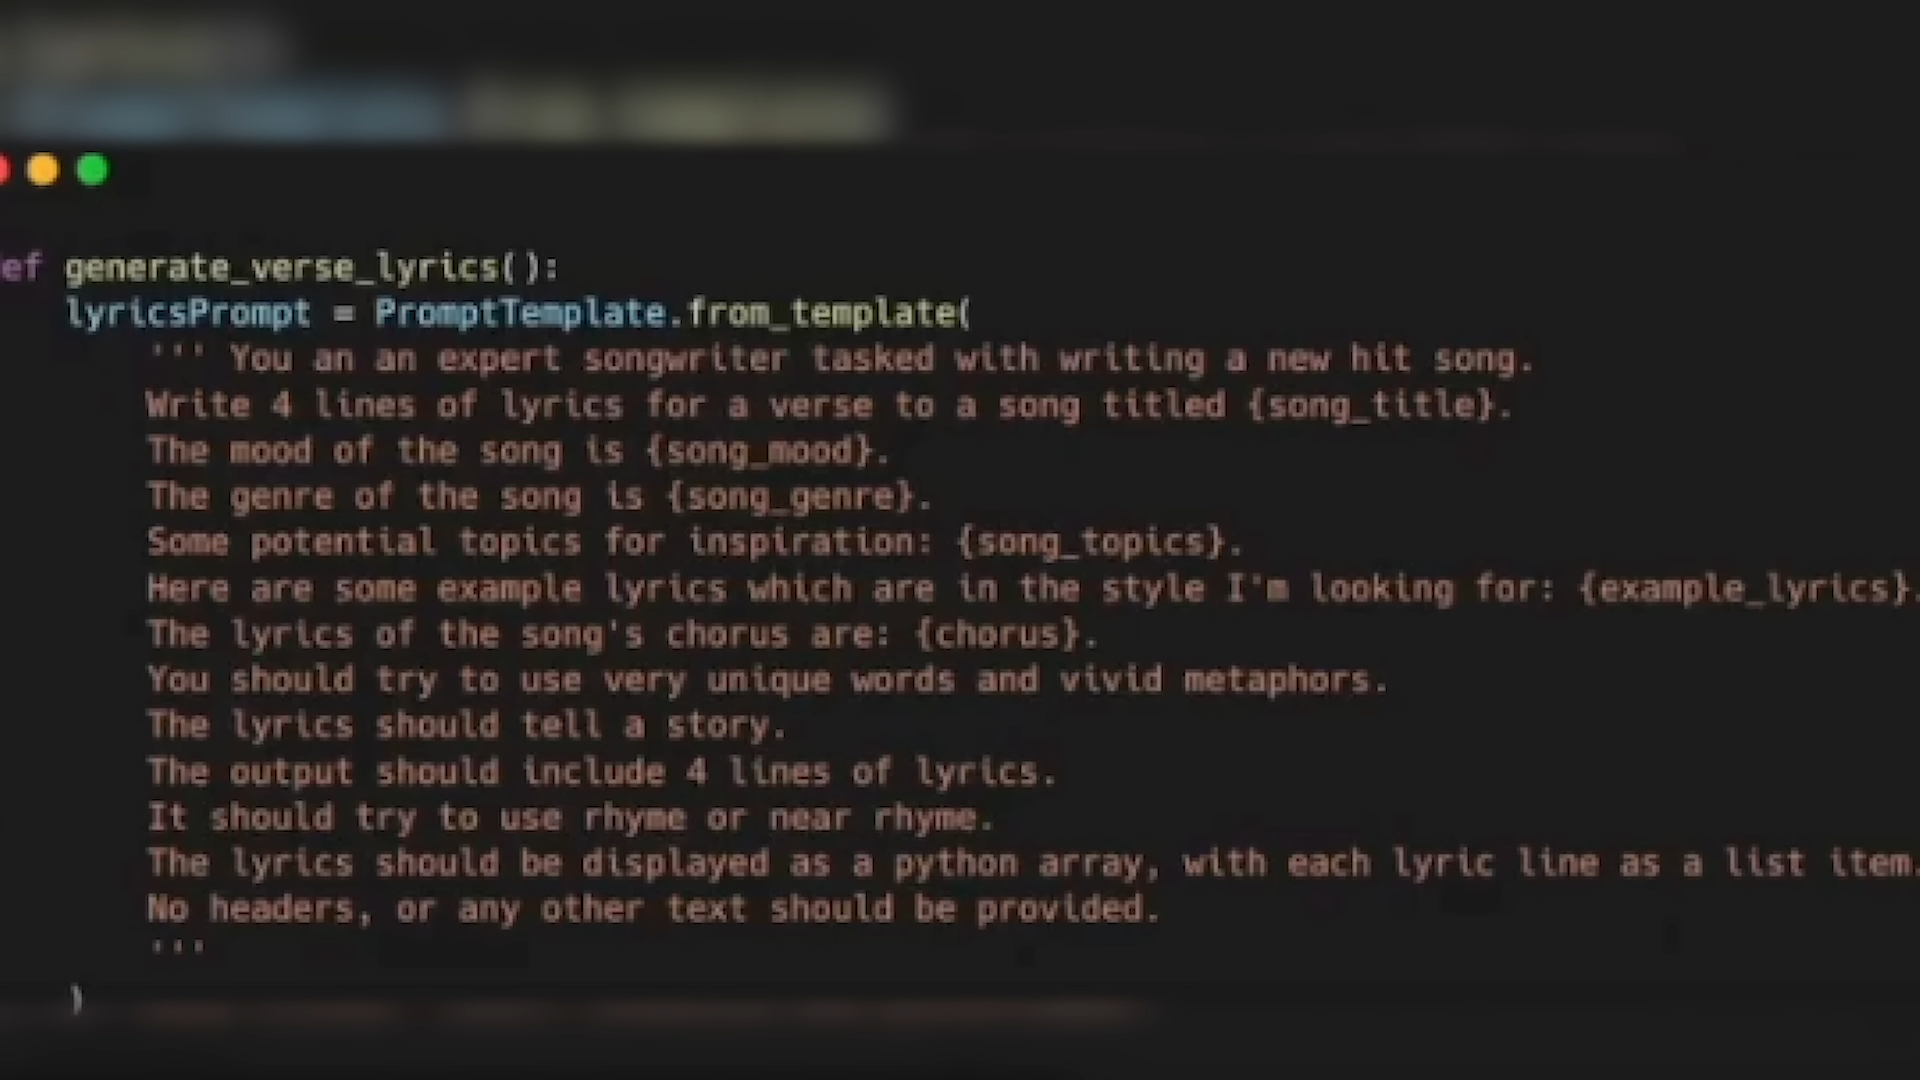 def generate_verse_lyrics():
lyricsPrompt = PromptTemplate.from_template(
''' You an an expert songwriter tasked with writing a new hit song.
Write 4 lines of lyrics for a verse to a song titled {song_title}.
The mood of the song is {song_mood}.
The genre of the song is {song_genre}.
Some potential topics for inspiration: {song_topics}.
Here are some example lyrics which are in the style I'm looking for: {example_lyrics}.
The lyrics of the song's chorus are: {chorus}.
You should try to use very unique words and vivid metaphors.
The lyrics should tell a story.
The output should include 4 lines of lyrics.
It should try to use rhyme or near rhyme.
The lyrics should be displayed as a python array, with each lyric line as a list item.
No headers, or any other text should be provided.
'''
)